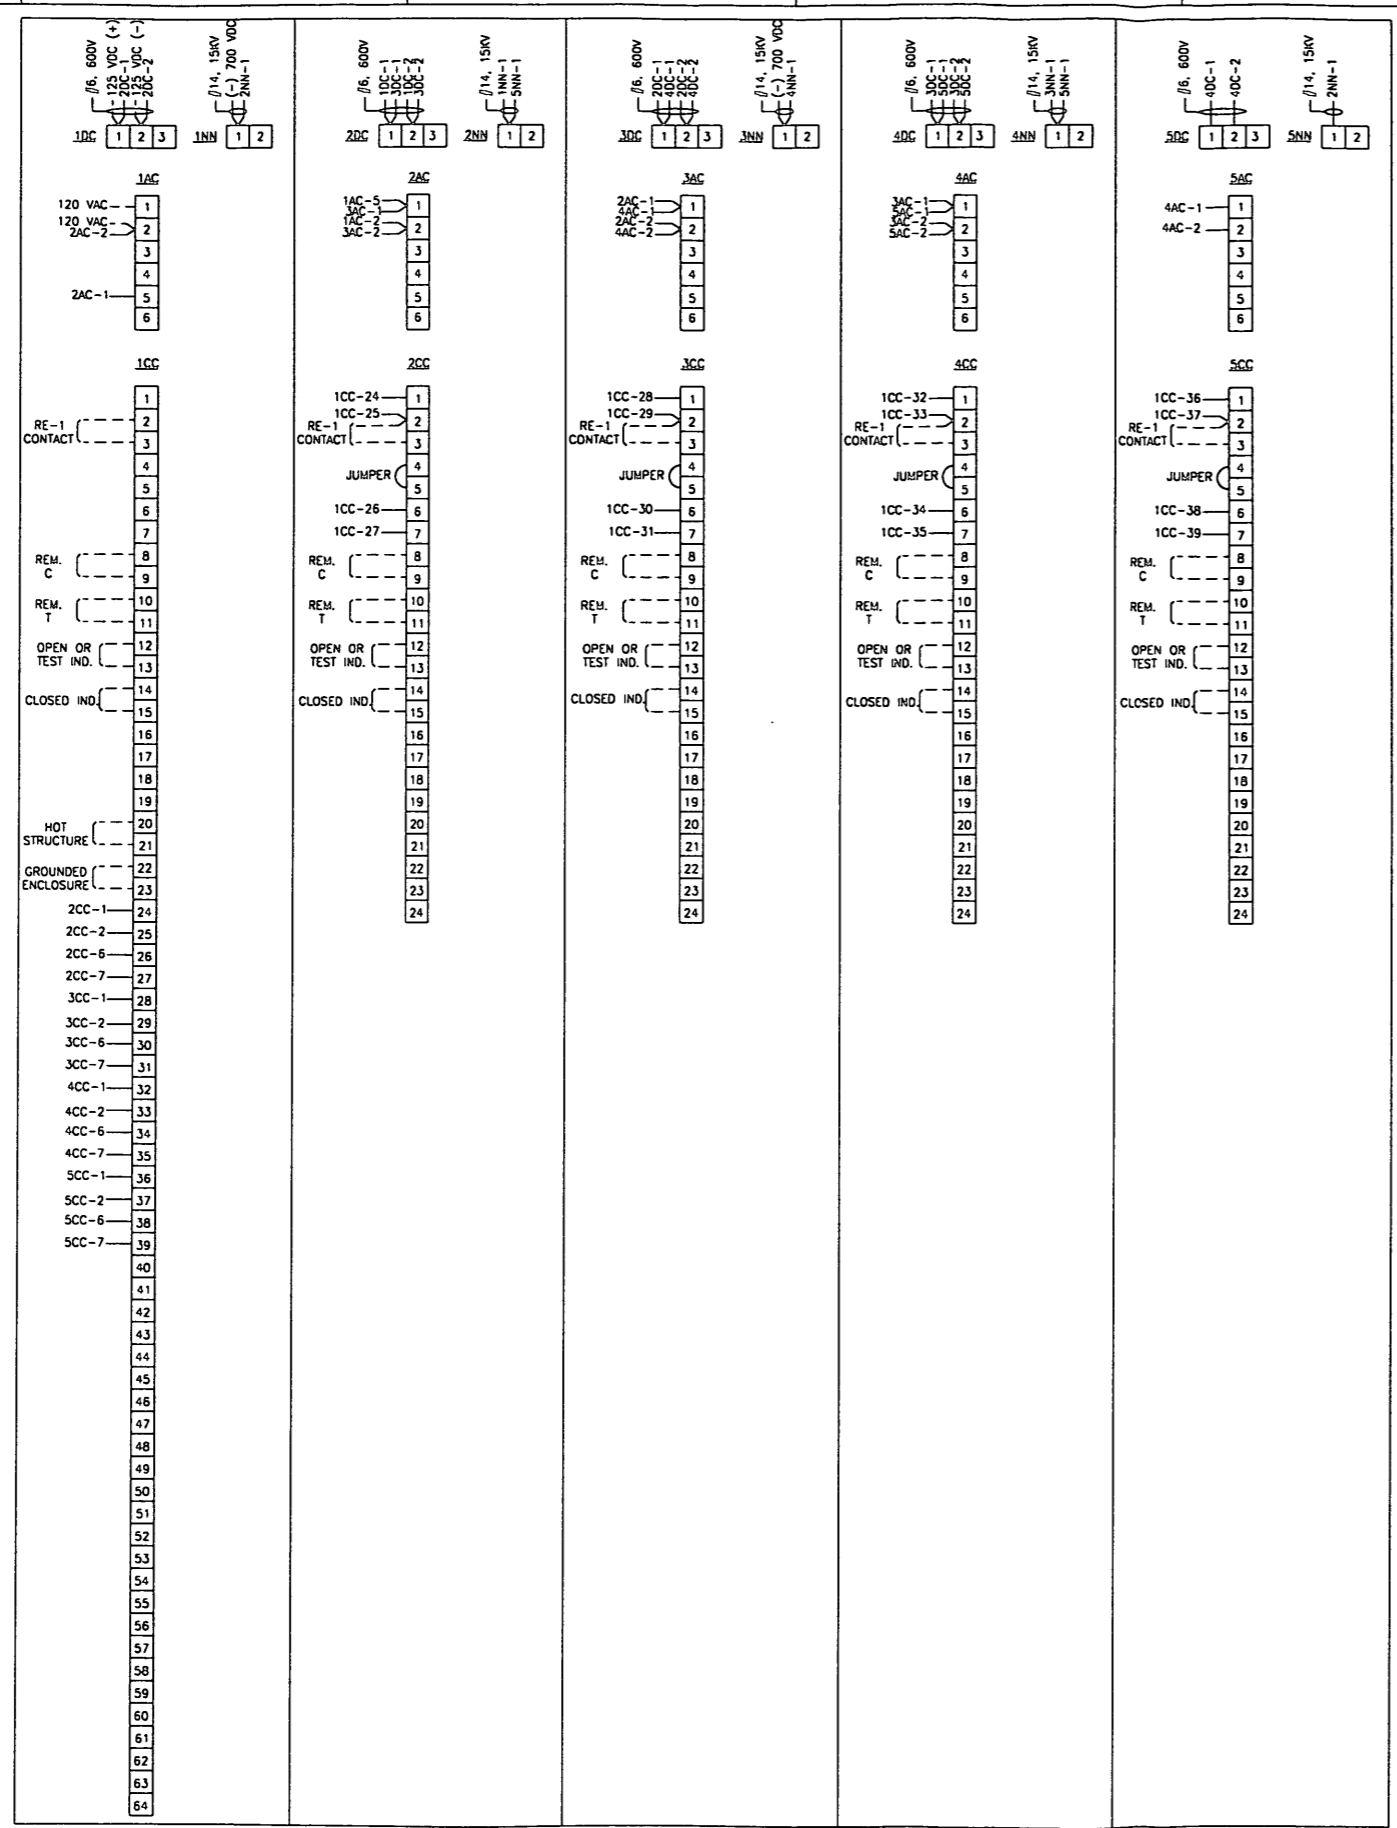 #6, 600V
125 VDC (+)
2DC-1
125 VDC (-)
2DC-2
#14, 15KV
(-) 700 VDC
2NN-1
1DC 1 2 3
1NN 1 2
1AC
120 VAC 1
120 VAC
2AC-2 2
3
4
2AC-1 5
6
1CC
1
RE-1
CONTACT
2
3
4
5
6
7
REM.
C
8
9
REM.
T
10
11
OPEN OR
TEST IND.
12
13
CLOSED IND.
14
15
16
17
18
19
HOT
STRUCTURE
20
21
GROUNDED
ENCLOSURE
22
23
2CC-1 24
2CC-2 25
2CC-6 26
2CC-7 27
3CC-1 28
3CC-2 29
3CC-6 30
3CC-7 31
4CC-1 32
4CC-2 33
4CC-6 34
4CC-7 35
5CC-1 36
5CC-2 37
5CC-6 38
5CC-7 39
40
41
42
43
44
45
46
47
48
49
50
51
52
53
54
55
56
57
58
59
60
61
62
63
64
#6, 600V
1DC-1
3DC-1
1DC-2
3DC-2
#14, 15KV
1NN-1
5NN-1
2DC 1 2 3
2NN 1 2
2AC
1AC-5
3AC-1 1
1AC-2
3AC-2 2
3
4
5
6
2CC
1CC-24 1
1CC-25
RE-1
CONTACT
2
3
JUMPER
4
5
1CC-26 6
1CC-27 7
REM.
C
8
9
REM.
T
10
11
OPEN OR
TEST IND.
12
13
CLOSED IND.
14
15
16
17
18
19
20
21
22
23
24
#6, 600V
2DC-1
4DC-1
2DC-2
4DC-2
#14, 15KV
(-) 700 VDC
4NN-1
3DC 1 2 3
3NN 1 2
3AC
2AC-1
4AC-1 1
2AC-2
4AC-2 2
3
4
5
6
3CC
1CC-28 1
1CC-29
RE-1
CONTACT
2
3
JUMPER
4
5
1CC-30 6
1CC-31 7
REM.
C
8
9
REM.
T
10
11
OPEN OR
TEST IND.
12
13
CLOSED IND.
14
15
16
17
18
19
20
21
22
23
24
#6, 600V
3DC-1
5DC-1
3DC-2
5DC-2
#14, 15KV
3NN-1
5NN-1
4DC 1 2 3
4NN 1 2
4AC
3AC-1
5AC-1 1
3AC-2
5AC-2 2
3
4
5
6
4CC
1CC-32 1
1CC-33
RE-1
CONTACT
2
3
JUMPER
4
5
1CC-34 6
1CC-35 7
REM.
C
8
9
REM.
T
10
11
OPEN OR
TEST IND.
12
13
CLOSED IND.
14
15
16
17
18
19
20
21
22
23
24
#6, 600V
4DC-1
4DC-2
#14, 15KV
2NN-1
5DC 1 2 3
5NN 1 2
5AC
4AC-1 1
4AC-2 2
3
4
5
6
5CC
1CC-36 1
1CC-37
RE-1
CONTACT
2
3
JUMPER
4
5
1CC-38 6
1CC-39 7
REM.
C
8
9
REM.
T
10
11
OPEN OR
TEST IND.
12
13
CLOSED IND.
14
15
16
17
18
19
20
21
22
23
24